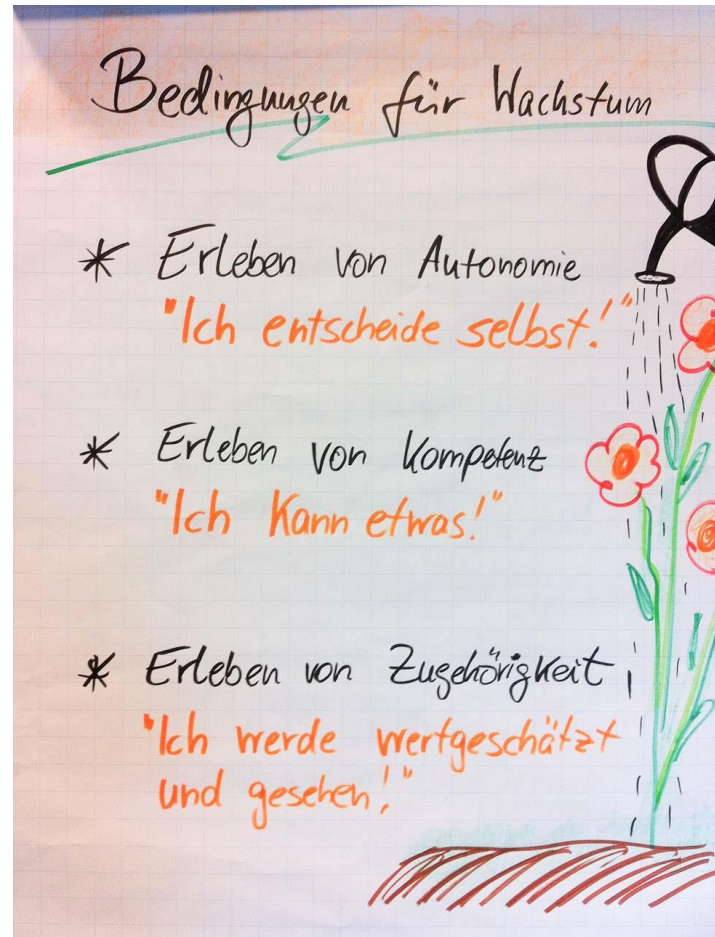 Bedingungen für Wachstum
* Erleben von Autonomie
"Ich entscheide selbst!"
* Erleben von Kompetenz
"Ich kann etwas!"
* Erleben von Zugehörigkeit
"Ich werde wertgeschätzt
und gesehen!"